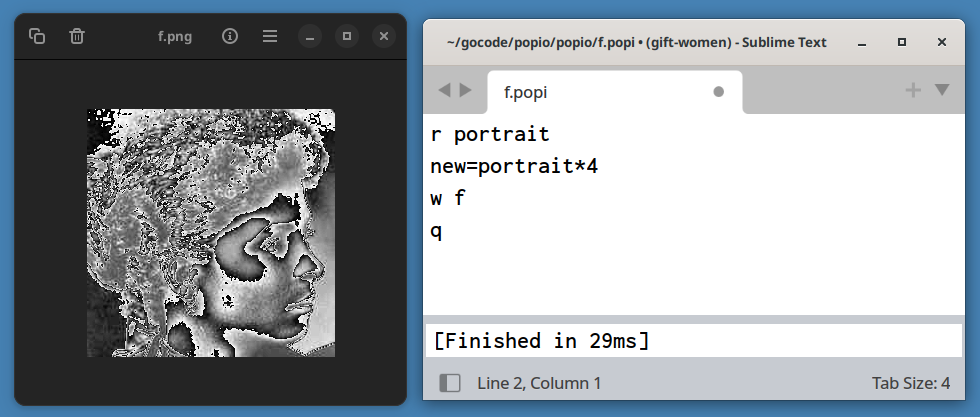 f.png
~/gocode/popio/popio/f.popi • (gift-women) - Sublime Text
f.popi
r portrait
new=portrait*4
w f
q
[Finished in 29ms]
Line 2, Column 1
Tab Size: 4